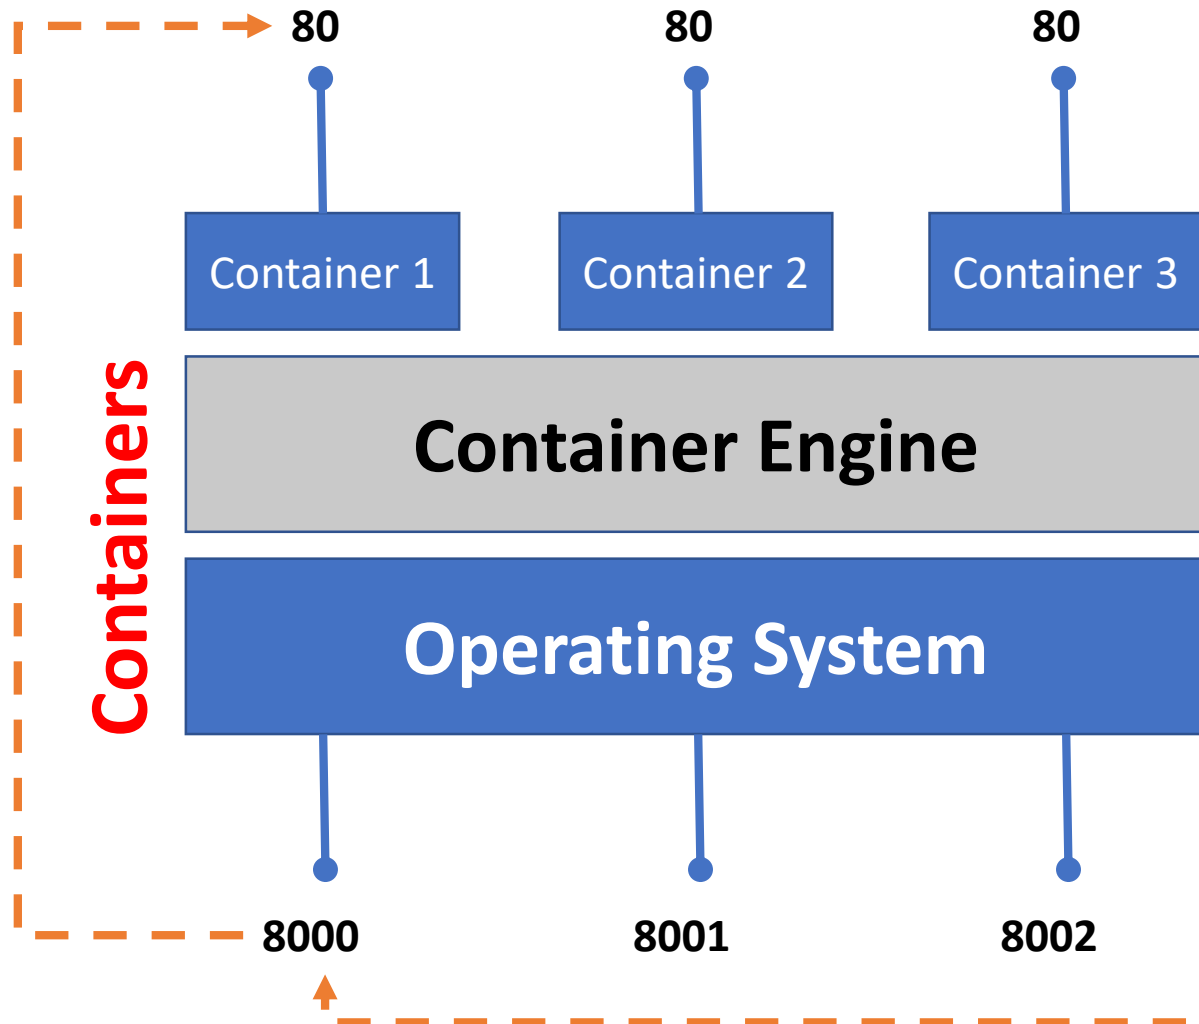 80 80 80
Container 1 Container 2 Container 3
Containers
Container Engine
Operating System
8000 8001 8002